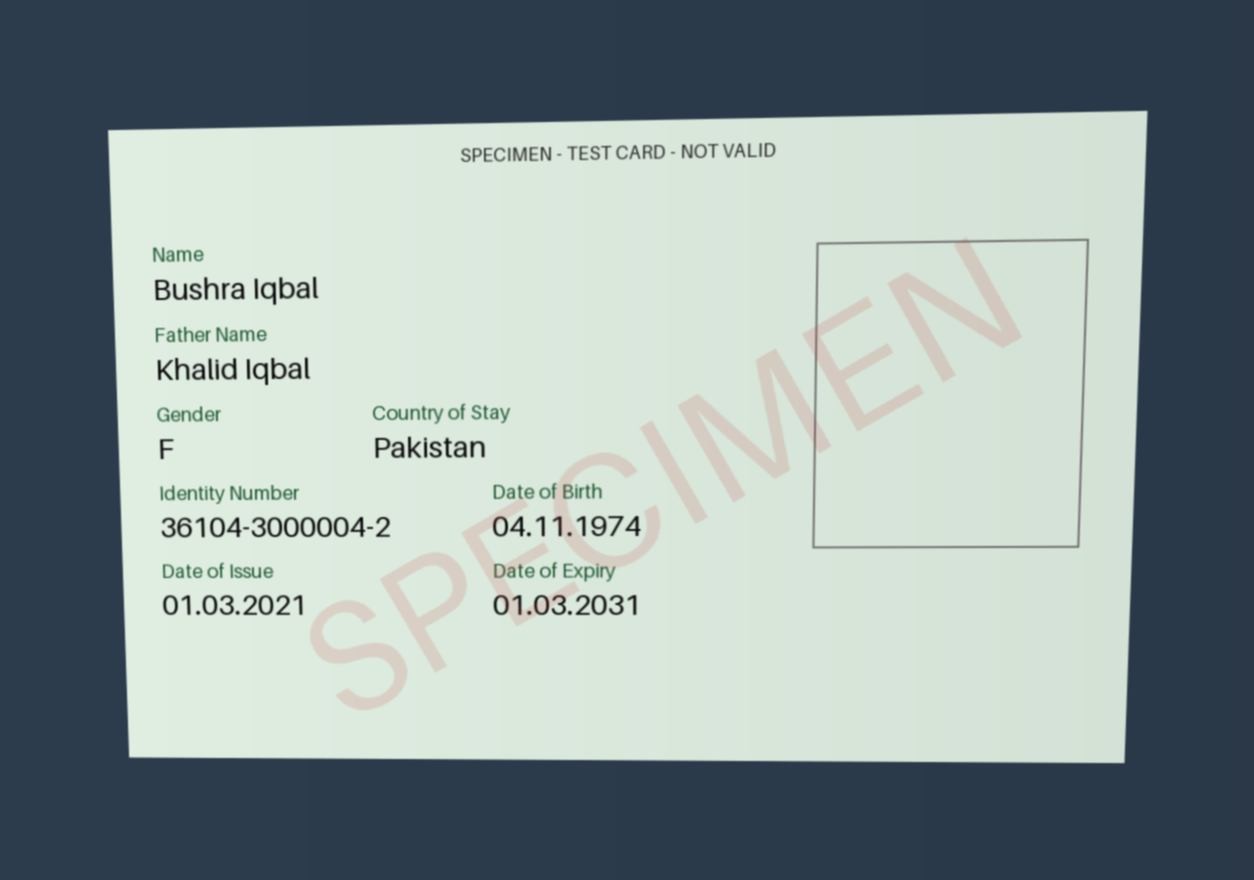 SPECIMEN - TEST CARD - NOT VALID
Name
Bushra Iqbal
Father Name
Khalid Iqbal
Gender Country of Stay
F Pakistan
Identity Number Date of Birth
36104-3000004-2 04.11.1974
Date of Issue Date of Expiry
01.03.2021 01.03.2031
SPECIMEN